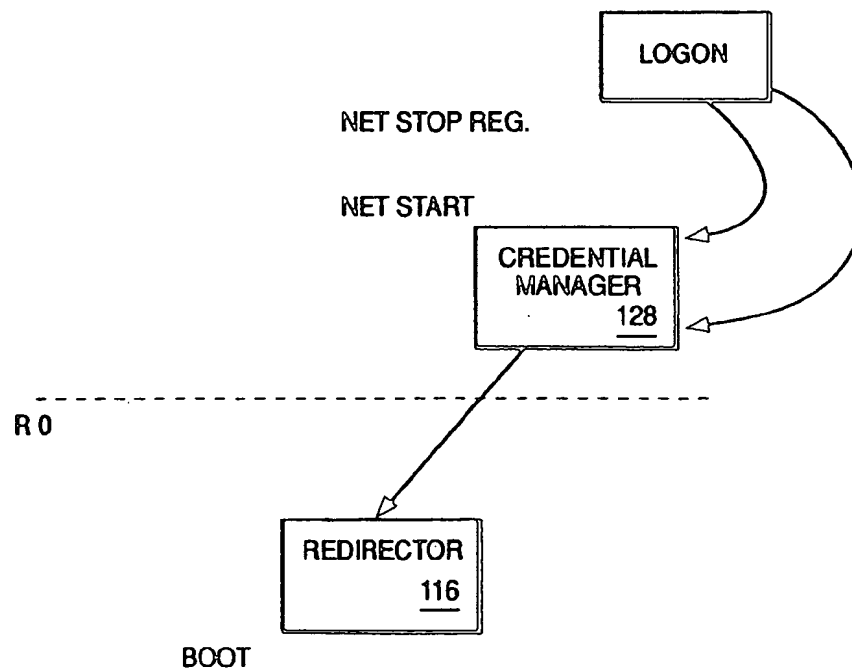 LOGON
NET STOP REG.
NET START
CREDENTIAL
MANAGER
128
R 0
REDIRECTOR
116
BOOT